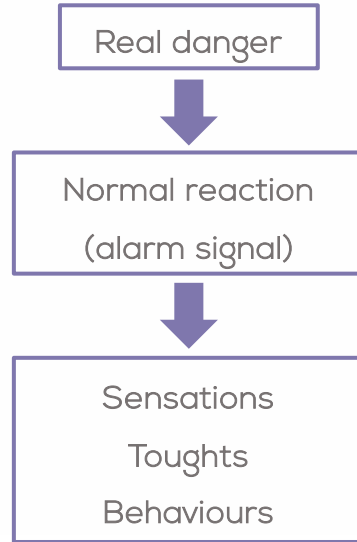 Real danger
Normal reaction
(alarm signal)
Sensations
Toughts
Behaviours